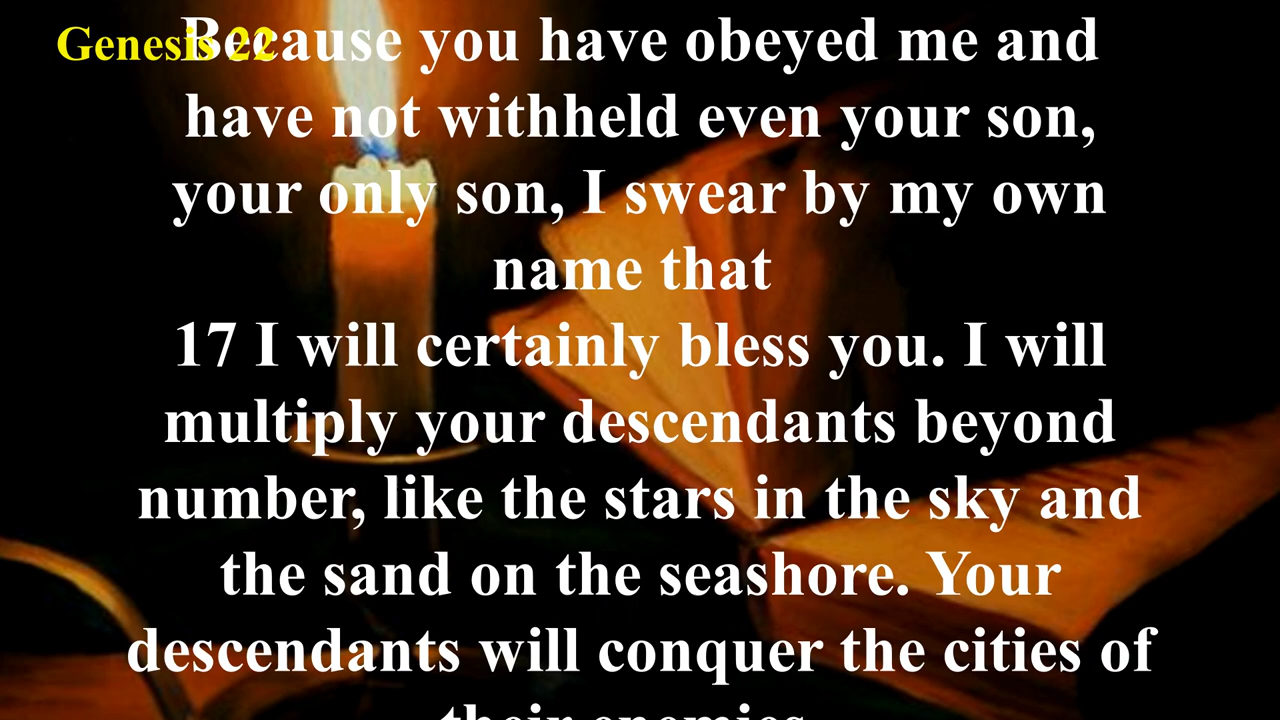 Genesis 22
Because you have obeyed me and
have not withheld even your son,
your only son, I swear by my own
name that
17 I will certainly bless you. I will
multiply your descendants beyond
number, like the stars in the sky and
the sand on the seashore. Your
descendants will conquer the cities of
their enemies.